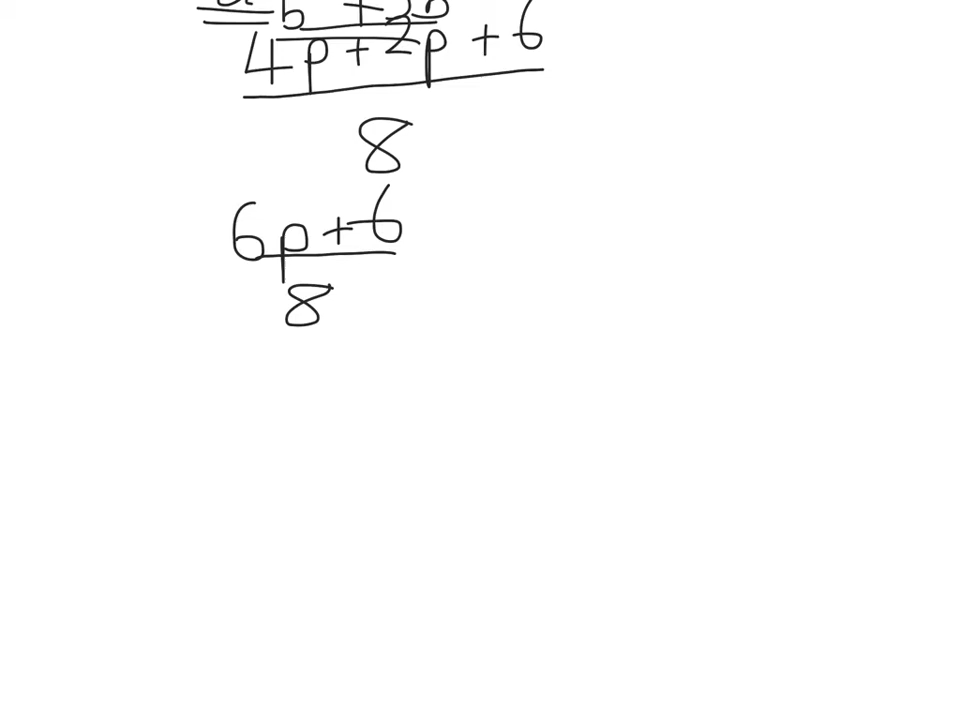 4p + 2p + 6
8
6p + 6
8